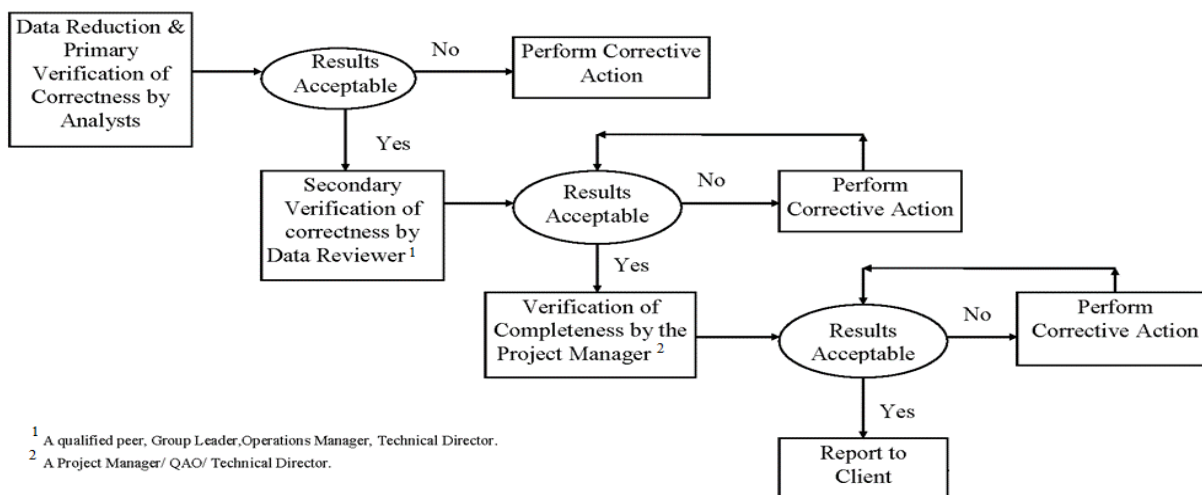 Data Reduction &
Primary
Verification of
Correctness by
Analysts
Results
Acceptable
No
Perform Corrective
Action
Yes
Secondary
Verification of
correctness by
Data Reviewer 1
Results
Acceptable
No
Perform
Corrective Action
Yes
Verification of
Completeness by the
Project Manager 2
Results
Acceptable
No
Perform
Corrective Action
Yes
Report to
Client
1 A qualified peer, Group Leader,Operations Manager, Technical Director.
2 A Project Manager/ QAO/ Technical Director.